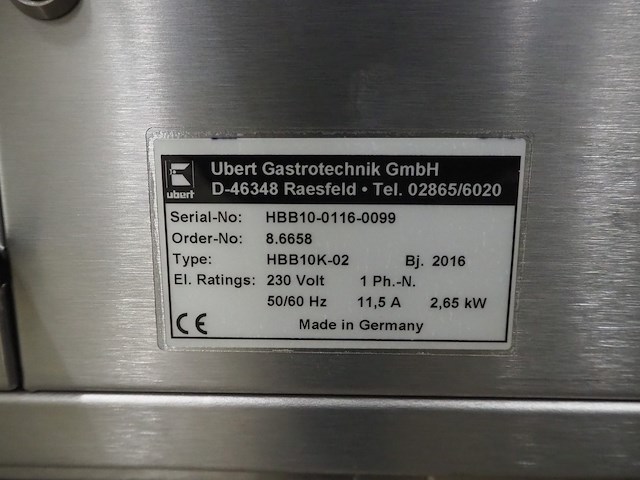 ubert
Ubert Gastrotechnik GmbH
D-46348 Raesfeld • Tel. 02865/6020
Serial-No: HBB10-0116-0099
Order-No: 8.6658
Type: HBB10K-02 Bj. 2016
El. Ratings: 230 Volt 1 Ph.-N.
50/60 Hz 11,5 A 2,65 kW
CE Made in Germany